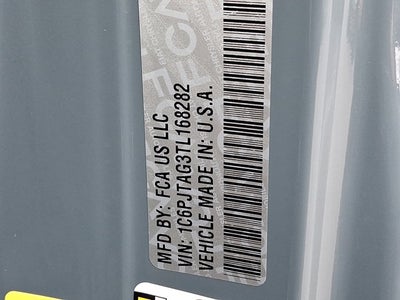 MFD BY: FCA US LLC
VIN: 1C6PJTAG3TL168282
VEHICLE MADE IN: U.S.A.